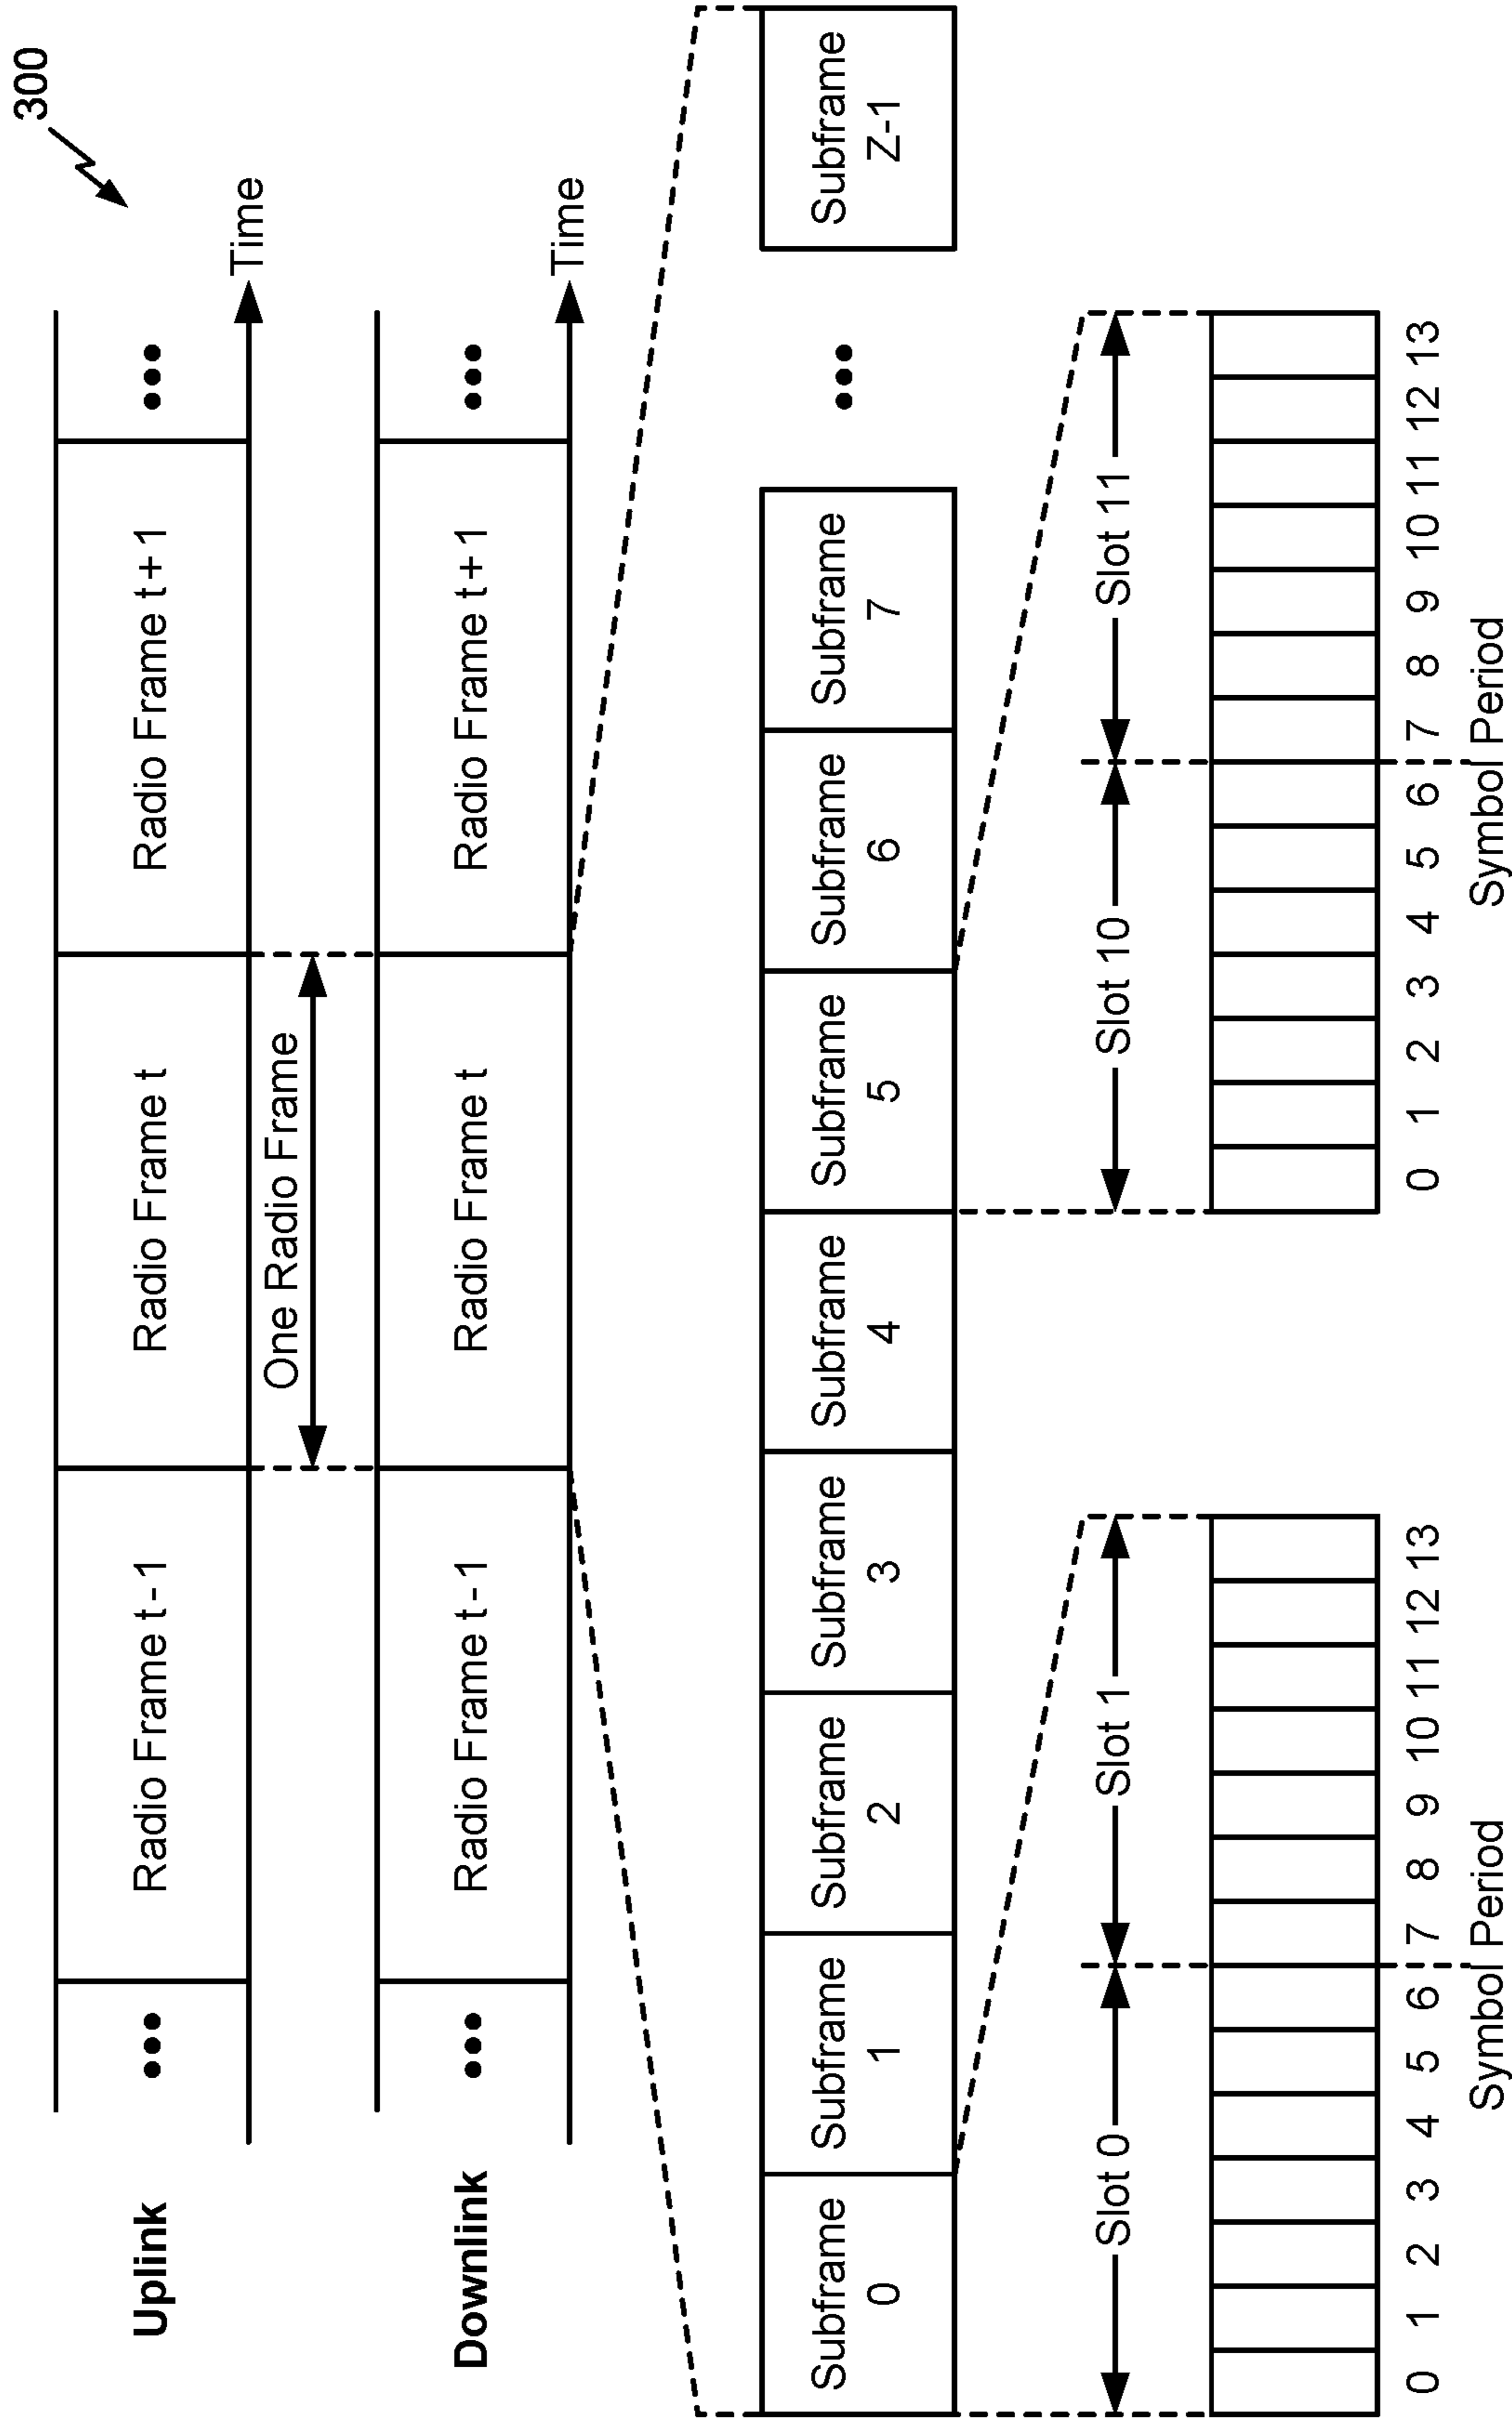 300
Uplink
••• Radio Frame t-1 Radio Frame t Radio Frame t+1 •••
Time
One Radio Frame
Downlink
••• Radio Frame t-1 Radio Frame t Radio Frame t+1 •••
Time
Subframe 0
Subframe 1
Subframe 2
Subframe 3
Subframe 4
Subframe 5
Subframe 6
Subframe 7
•••
Subframe Z-1
Slot 0 Slot 1
0 1 2 3 4 5 6 7 8 9 10 11 12 13
Symbol Period
Slot 10 Slot 11
0 1 2 3 4 5 6 7 8 9 10 11 12 13
Symbol Period